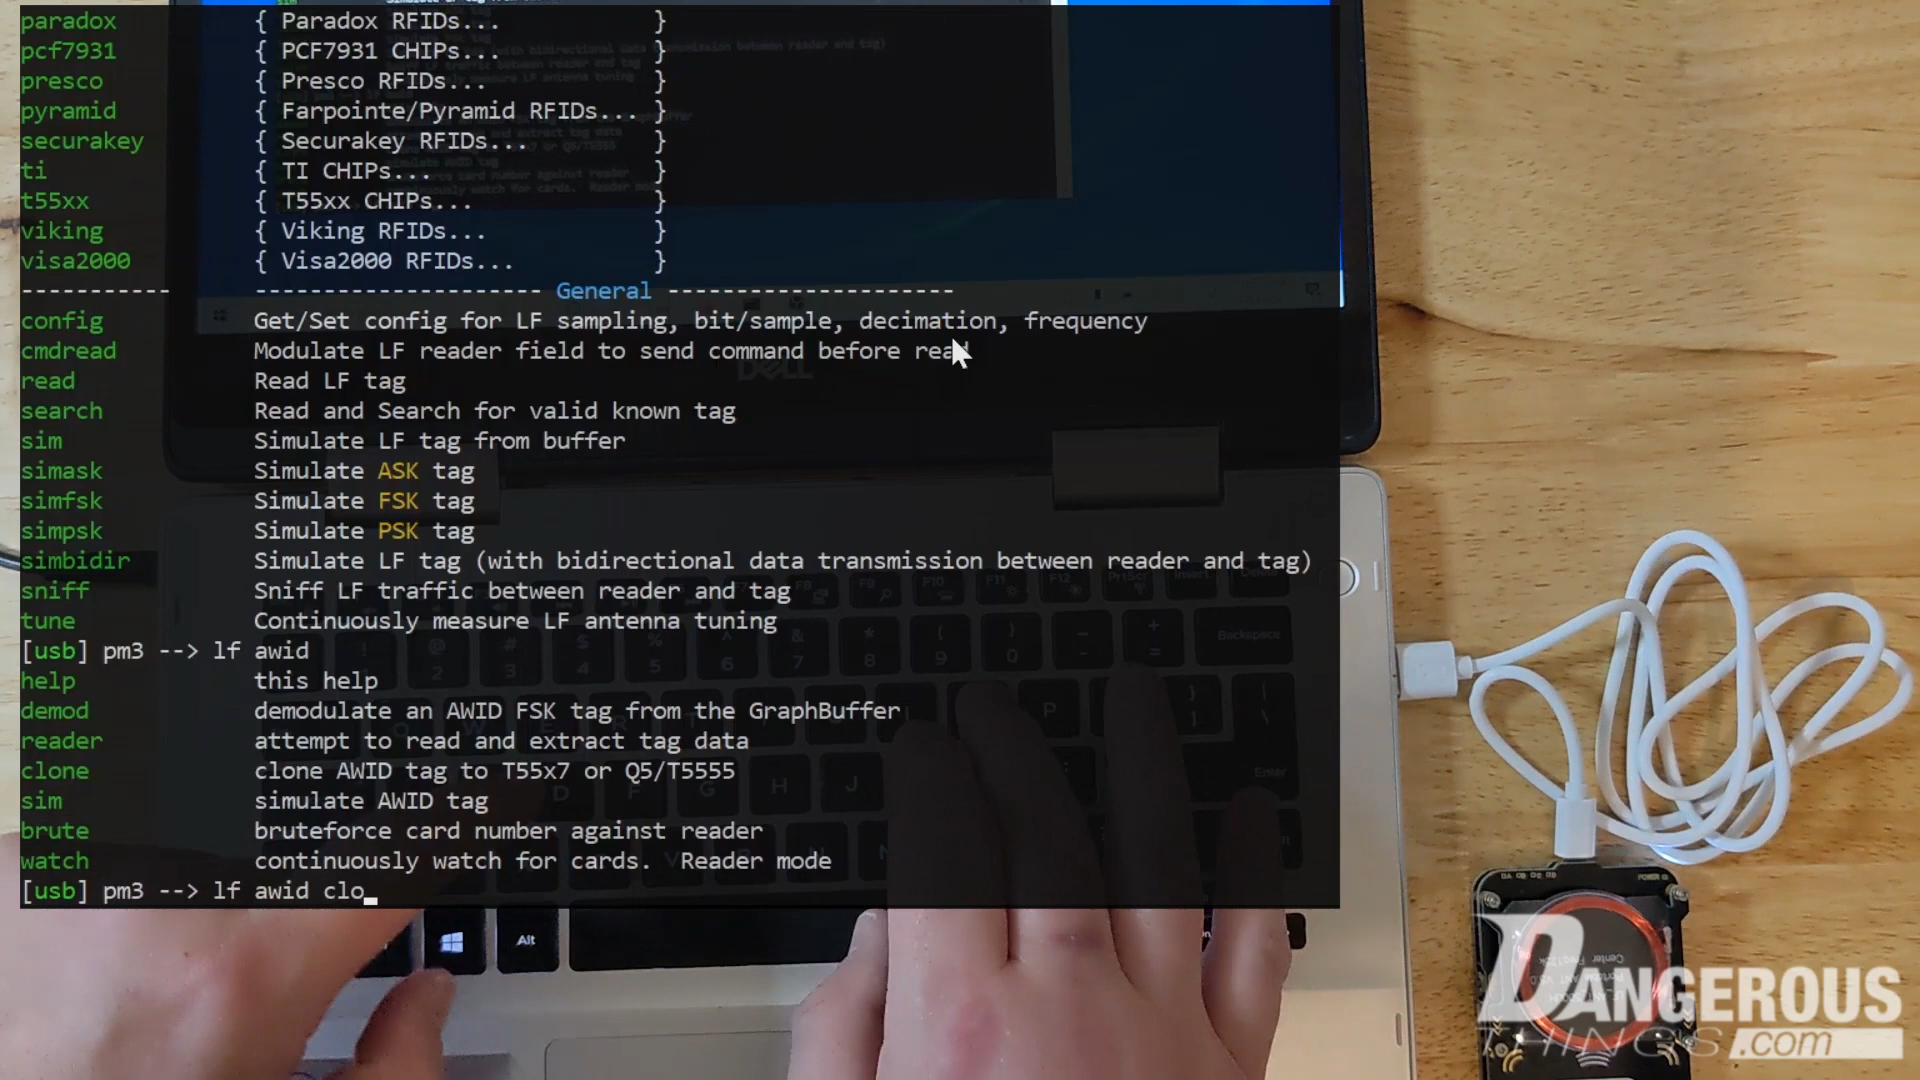 paradox { Paradox RFIDs... }
pcf7931 { PCF7931 CHIPs... }
presco { Presco RFIDs... }
pyramid { Farpointe/Pyramid RFIDs... }
securakey { Securakey RFIDs... }
ti { TI CHIPs... }
t55xx { T55xx CHIPs... }
viking { Viking RFIDs... }
visa2000 { Visa2000 RFIDs... }
----------- --------------------- General ---------------------
config Get/Set config for LF sampling, bit/sample, decimation, frequency
cmdread Modulate LF reader field to send command before read
read Read LF tag
search Read and Search for valid known tag
sim Simulate LF tag from buffer
simask Simulate ASK tag
simfsk Simulate FSK tag
simpsk Simulate PSK tag
simbidir Simulate LF tag (with bidirectional data transmission between reader and tag)
sniff Sniff LF traffic between reader and tag
tune Continuously measure LF antenna tuning
[usb] pm3 --> lf awid
help this help
demod demodulate an AWID FSK tag from the GraphBuffer
reader attempt to read and extract tag data
clone clone AWID tag to T55x7 or Q5/T5555
sim simulate AWID tag
brute bruteforce card number against reader
watch continuously watch for cards.  Reader mode
[usb] pm3 --> lf awid clo
DELL
Backspace
Enter
Alt
DANGEROUS
THINGS.com